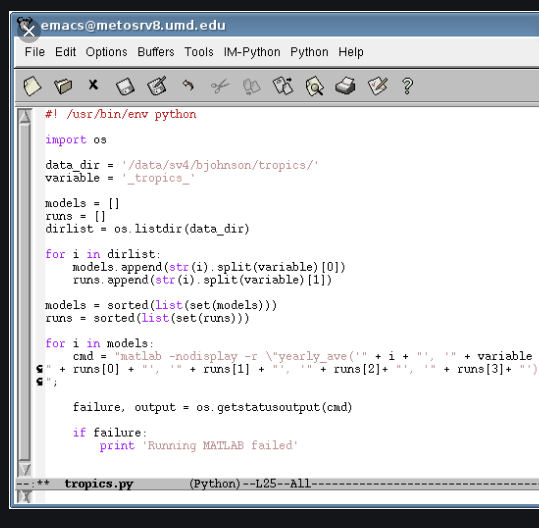 emacs@metosrv8.umd.edu
File Edit Options Buffers Tools IM-Python Python Help
#! /usr/bin/env python
import os
data_dir = '/data/sv4/bjohnson/tropics/'
variable = '_tropics_'
models = []
runs = []
dirlist = os.listdir(data_dir)
for i in dirlist:
    models.append(str(i).split(variable)[0])
    runs.append(str(i).split(variable)[1])
models = sorted(list(set(models)))
runs = sorted(list(set(runs)))
for i in models:
    cmd = "matlab -nodisplay -r \"yearly_ave('" + i + "', '" + variable
" + runs[0] + "', '" + runs[1] + "', '" + runs[2]+ "', '" + runs[3]+ "')
";
    failure, output = os.getstatusoutput(cmd)
    if failure:
        print 'Running MATLAB failed'
--:** tropics.py (Python)--L25--All--------------------------------